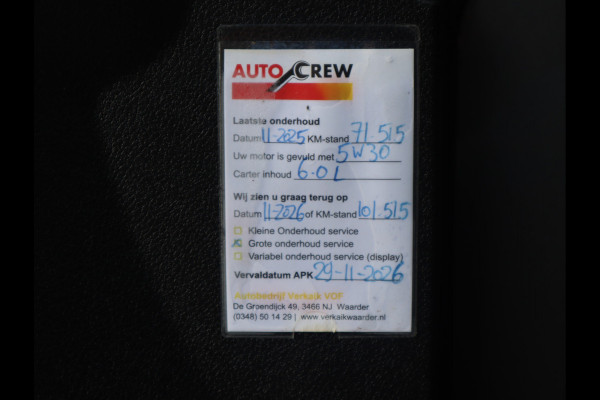 AUTO CREW
Laatste onderhoud
Datum 11-2025 KM-stand 71.515
Uw motor is gevuld met 5W30
Carter inhoud 6.0 L
Wij zien u graag terug op
Datum 11-2026 of KM-stand 101.515
Kleine Onderhoud service
Grote onderhoud service
Variabel onderhoud service (display)
Vervaldatum APK 29-11-2026
Autobedrijf Verkaik VOF
De Groendijck 49, 3466 NJ Waarder
(0348) 50 14 29 | www.verkaikwaarder.nl